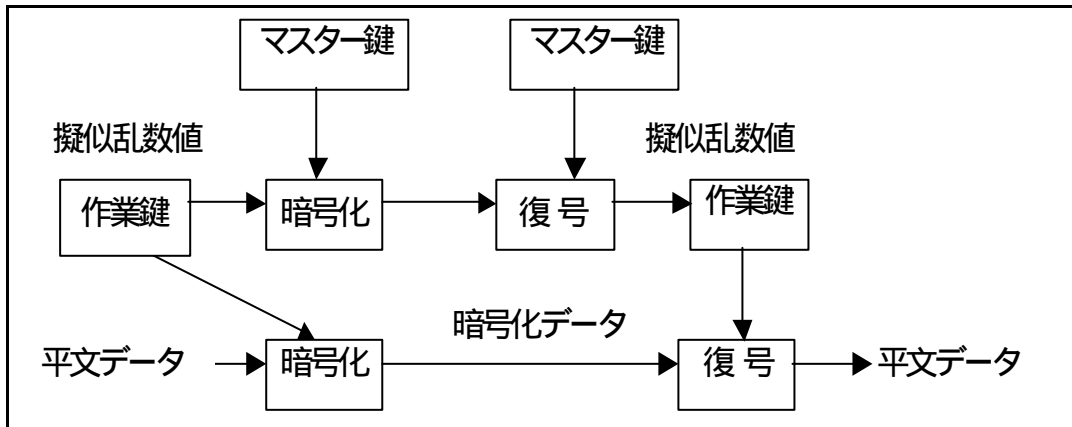 マスター鍵
マスター鍵
擬似乱数値
擬似乱数値
作業鍵
暗号化
復 号
作業鍵
暗号化データ
平文データ
暗号化
復 号
平文データ